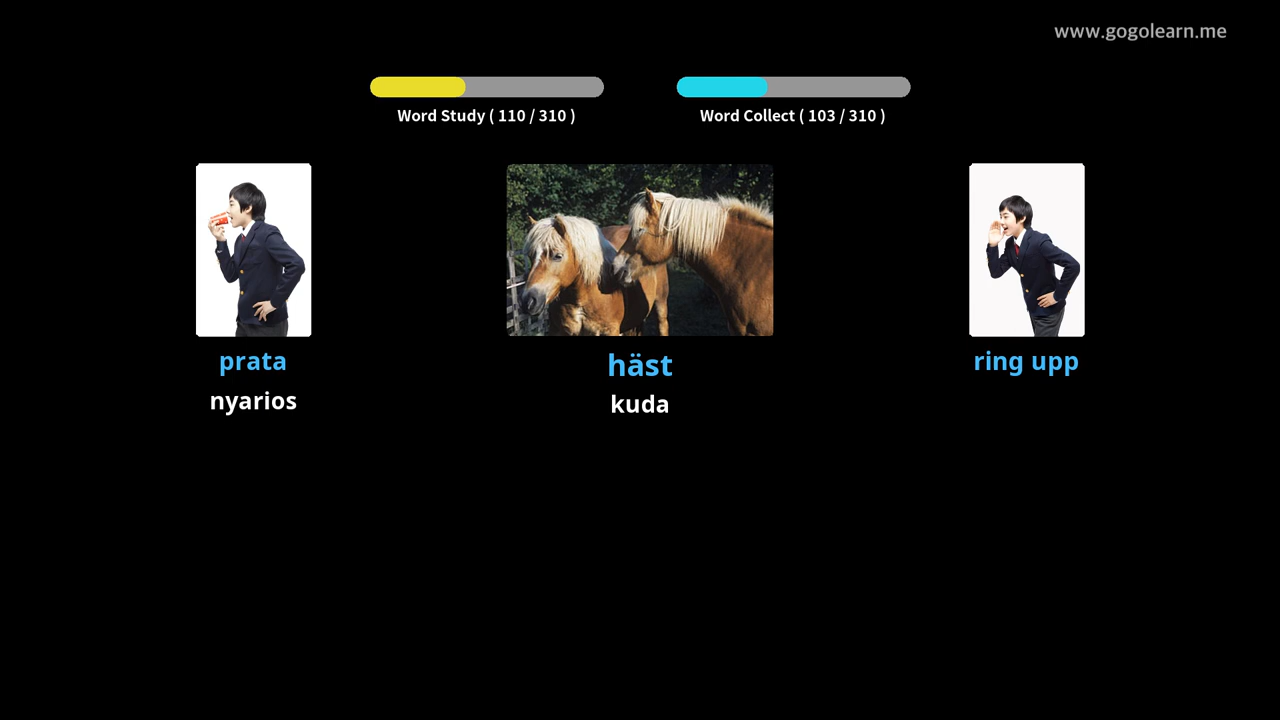 www.gogolearn.me
Word Study ( 110 / 310 )
Word Collect ( 103 / 310 )
prata
nyarios
häst
kuda
ring upp